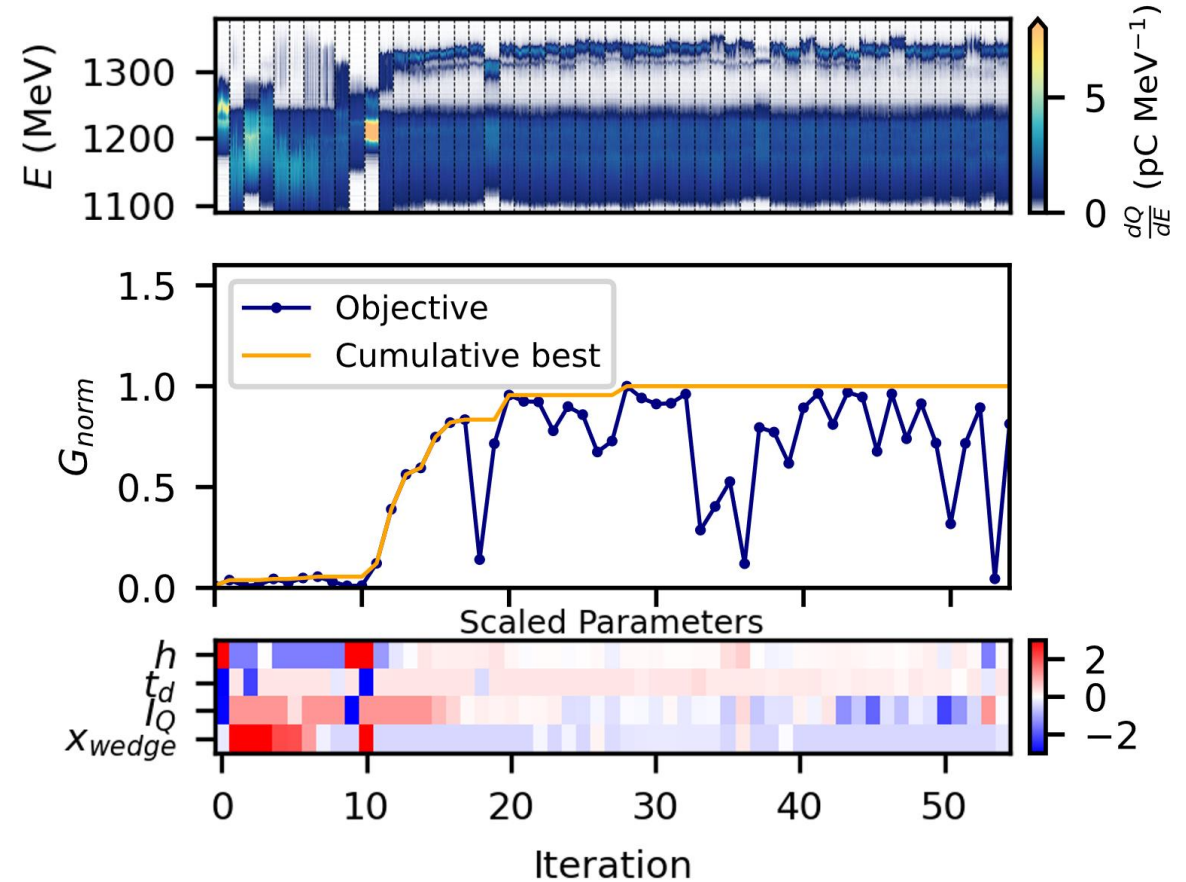 1300
1200
1100
E (MeV)
5
0
dQ/dE (pC MeV⁻¹)
1.5
1.0
0.5
0.0
G_norm
Objective
Cumulative best
Scaled Parameters
h
t_d
I_Q
x_wedge
2
0
−2
0 10 20 30 40 50
Iteration